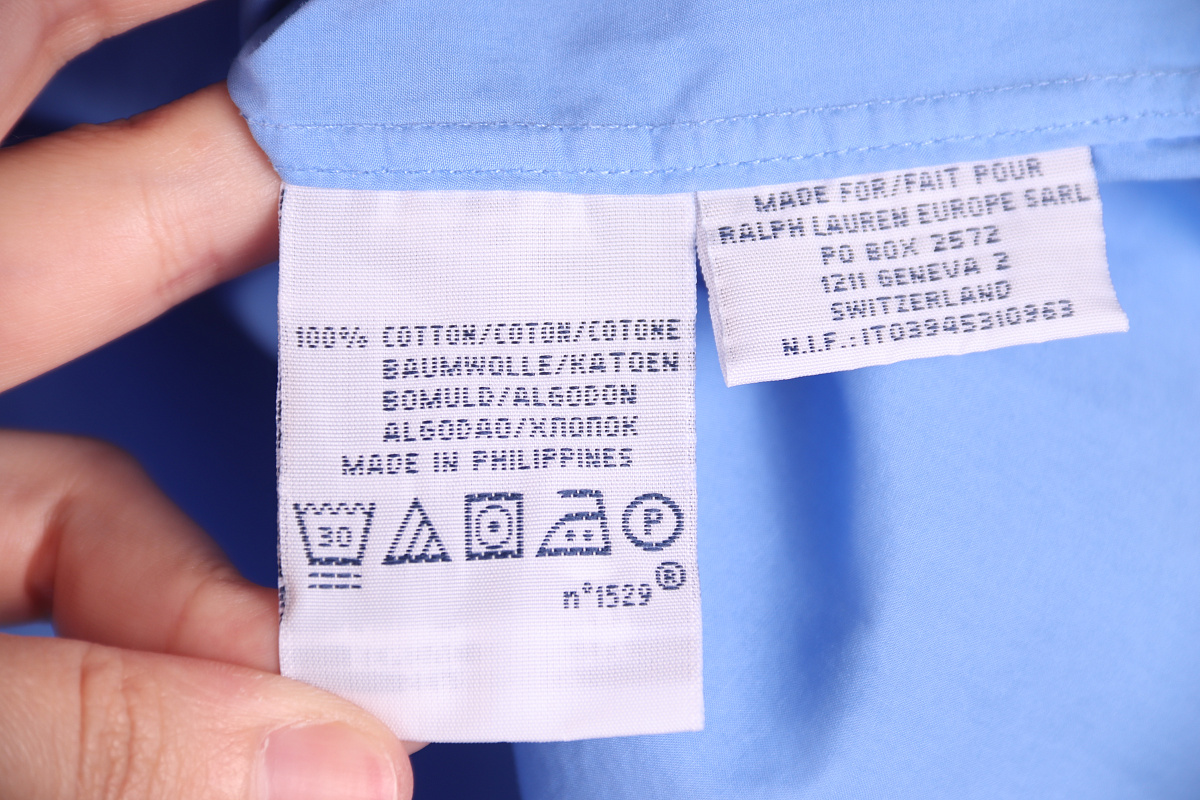 100% COTTON/COTON/COTONE
BAUMWOLLE/KATOEN
BOMULD/ALGODON
ALGODAO/ХЛОПОК
MADE IN PHILIPPINES
30
P
n°1529®
MADE FOR/FAIT POUR
RALPH LAUREN EUROPE SARL
PO BOX 2572
1211 GENEVA 2
SWITZERLAND
N.I.F.:IT03945310963